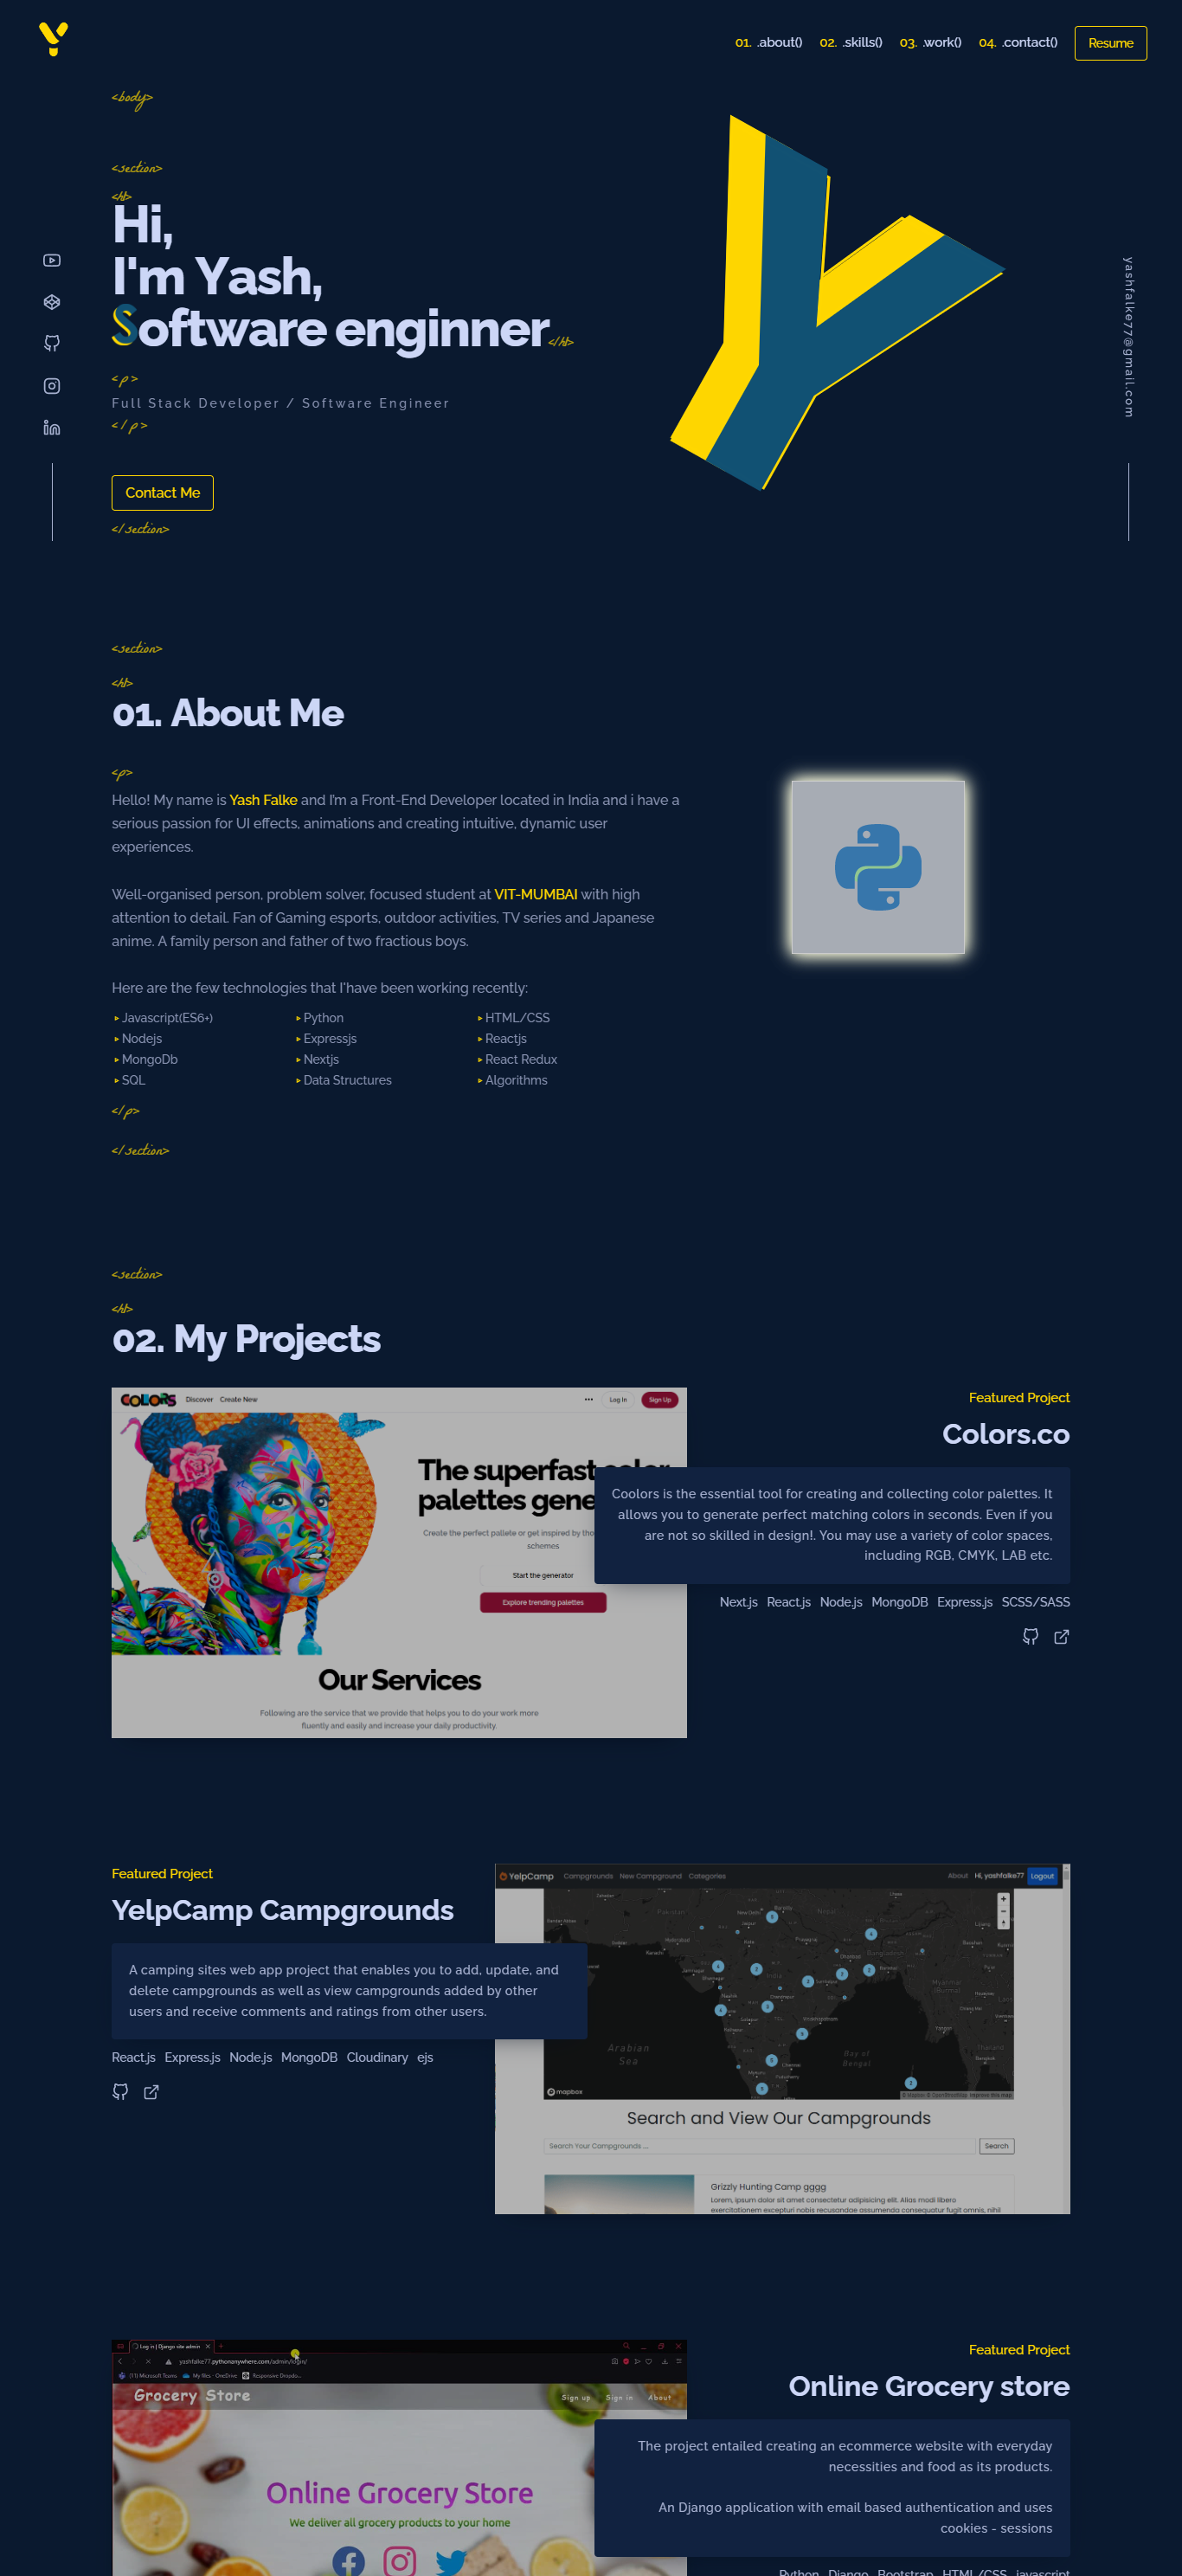 01. .about() 02. .skills() 03. .work() 04. .contact() Resume
<body>
<section>
<h1>
Hi,
I'm Yash,
Software enginner </h1>
<p>
Full Stack Developer / Software Engineer
</p>
Contact Me
</section>
yashfalke77@gmail.com
<section>
<h1>
01. About Me
<p>
Hello! My name is Yash Falke and I'm a Front-End Developer located in India and i have a
serious passion for UI effects, animations and creating intuitive, dynamic user
experiences.
Well-organised person, problem solver, focused student at VIT-MUMBAI with high
attention to detail. Fan of Gaming esports, outdoor activities, TV series and Japanese
anime. A family person and father of two fractious boys.
Here are the few technologies that I'have been working recently:
Javascript(ES6+) Python HTML/CSS
Nodejs Expressjs Reactjs
MongoDb Nextjs React Redux
SQL Data Structures Algorithms
</p>
</section>
<section>
<h1>
02. My Projects
COLORS Discover Create New ••• Log In Sign Up
The superfast color
palettes gene
Create the perfect pallete or get inspired by tho
schemes
Start the generator
Explore trending palettes
Our Services
Following are the service that we provide that helps you to do your work more
fluently and easily and increase your daily productivity.
Featured Project
Colors.co
Coolors is the essential tool for creating and collecting color palettes. It
allows you to generate perfect matching colors in seconds. Even if you
are not so skilled in design!. You may use a variety of color spaces,
including RGB, CMYK, LAB etc.
Next.js React.js Node.js MongoDB Express.js SCSS/SASS
Featured Project
YelpCamp Campgrounds
A camping sites web app project that enables you to add, update, and
delete campgrounds as well as view campgrounds added by other
users and receive comments and ratings from other users.
React.js Express.js Node.js MongoDB Cloudinary ejs
YelpCamp Campgrounds New Campground Categories About Hi, yashfalke77 Logout
Arabian
Sea
Bay of
Bengal
mapbox
Search and View Our Campgrounds
Search Your Campgrounds ... Search
Grizzly Hunting Camp gggg
Lorem, ipsum dolor sit amet consectetur adipisicing elit. Alias modi libero
exercitationem excepturi nobis recusandae assumenda consequatur fugit omnis, nihil
Log in | Django site admin
yashfalke77.pythonanywhere.com/admin/login/
(11) Microsoft Teams My files - OneDrive Responsive Dropdo...
Grocery Store Sign up Sign in About
Online Grocery Store
We deliver all grocery products to your home
Featured Project
Online Grocery store
The project entailed creating an ecommerce website with everyday
necessities and food as its products.
An Django application with email based authentication and uses
cookies - sessions
Python Django Bootstrap HTML/CSS javascript